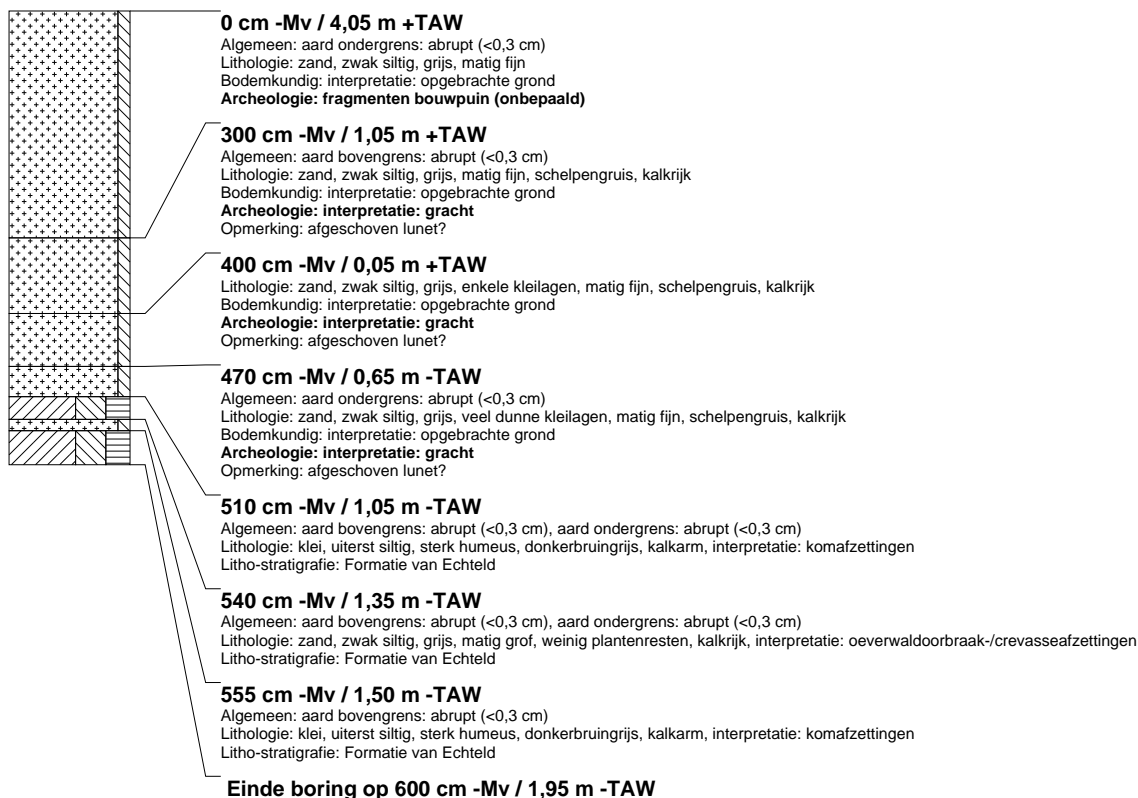 0 cm -Mv / 4,05 m +TAW
Algemeen: aard ondergrens: abrupt (<0,3 cm)
Lithologie: zand, zwak siltig, grijs, matig fijn
Bodemkundig: interpretatie: opgebrachte grond
Archeologie: fragmenten bouwpuin (onbepaald)
300 cm -Mv / 1,05 m +TAW
Algemeen: aard bovengrens: abrupt (<0,3 cm)
Lithologie: zand, zwak siltig, grijs, matig fijn, schelpengruis, kalkrijk
Bodemkundig: interpretatie: opgebrachte grond
Archeologie: interpretatie: gracht
Opmerking: afgeschoven lunet?
400 cm -Mv / 0,05 m +TAW
Lithologie: zand, zwak siltig, grijs, enkele kleilagen, matig fijn, schelpengruis, kalkrijk
Bodemkundig: interpretatie: opgebrachte grond
Archeologie: interpretatie: gracht
Opmerking: afgeschoven lunet?
470 cm -Mv / 0,65 m -TAW
Algemeen: aard ondergrens: abrupt (<0,3 cm)
Lithologie: zand, zwak siltig, grijs, veel dunne kleilagen, matig fijn, schelpengruis, kalkrijk
Bodemkundig: interpretatie: opgebrachte grond
Archeologie: interpretatie: gracht
Opmerking: afgeschoven lunet?
510 cm -Mv / 1,05 m -TAW
Algemeen: aard bovengrens: abrupt (<0,3 cm), aard ondergrens: abrupt (<0,3 cm)
Lithologie: klei, uiterst siltig, sterk humeus, donkerbruingrijs, kalkarm, interpretatie: komafzettingen
Litho-stratigrafie: Formatie van Echteld
540 cm -Mv / 1,35 m -TAW
Algemeen: aard bovengrens: abrupt (<0,3 cm), aard ondergrens: abrupt (<0,3 cm)
Lithologie: zand, zwak siltig, grijs, matig grof, weinig plantenresten, kalkrijk, interpretatie: oeverwaldoorbraak-/crevasseafzettingen
Litho-stratigrafie: Formatie van Echteld
555 cm -Mv / 1,50 m -TAW
Algemeen: aard bovengrens: abrupt (<0,3 cm)
Lithologie: klei, uiterst siltig, sterk humeus, donkerbruingrijs, kalkarm, interpretatie: komafzettingen
Litho-stratigrafie: Formatie van Echteld
Einde boring op 600 cm -Mv / 1,95 m -TAW